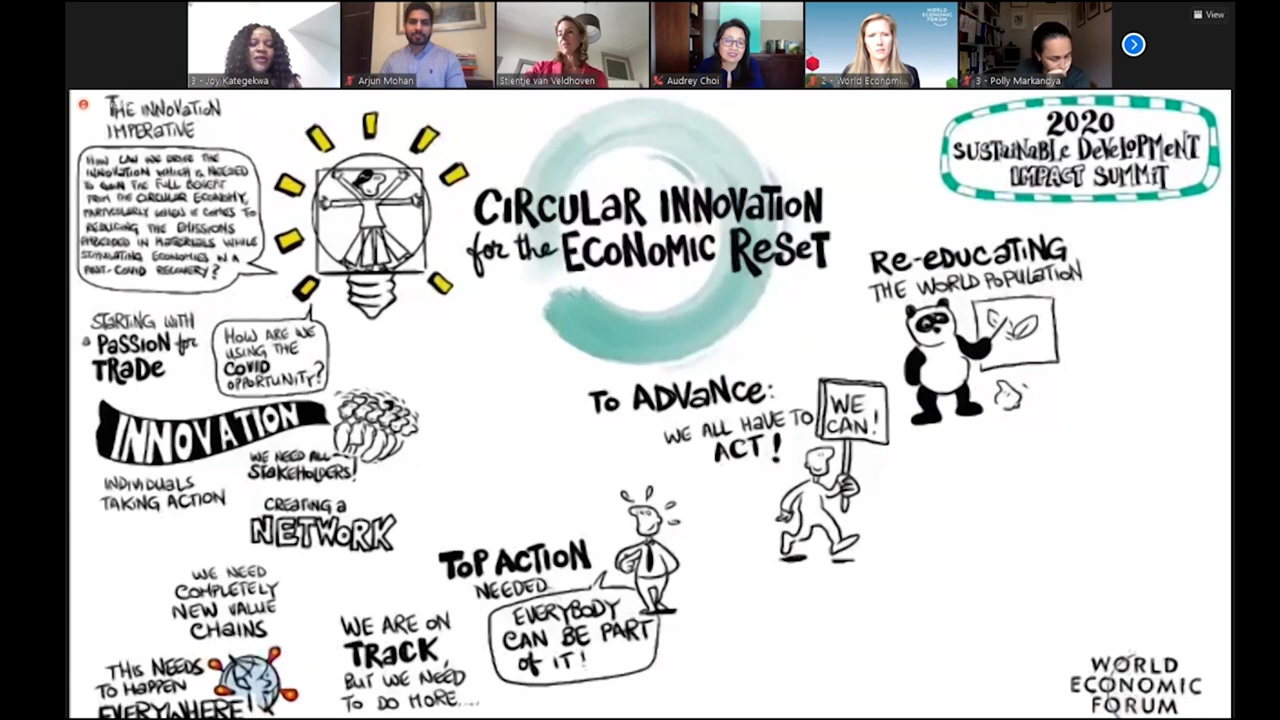 WORLD
ECONOMIC
FORUM
View
3 - Joy Kategekwa
Arjun Mohan
Stientje van Veldhoven
Audrey Choi
2 - World Economi...
3 - Polly Markandya
THE INNOVATION
IMPERATIVE
HOW CAN WE DRIVE THE
INNOVATION WHICH IS NEEDED
TO GAIN THE FULL BENEFIT
FROM THE CIRCULAR ECONOMY,
PARTICULARLY WHEN IT COMES TO
REDUCING THE EMISSIONS
EMBEDDED IN MATERIALS WHILE
STIMULATING ECONOMIES IN A
POST-COVID RECOVERY?
CIRCULAR INNOVATION
for the ECONOMIC RESET
2020
SUSTAINABLE DEVELOPMENT
IMPACT SUMMIT
RE-EDUCATING
THE WORLD POPULATION
STARTING WITH
a PASSION for
TRADE
HOW ARE WE
USING THE
COVID
OPPORTUNITY?
INNOVATION
WE NEED ALL
STAKEHOLDERS!
INDIVIDUALS
TAKING ACTION
CREATING A
NETWORK
TO ADVANCE:
WE ALL HAVE TO
ACT!
WE
CAN!
TOP ACTION
NEEDED
EVERYBODY
CAN BE PART
of IT!
WE NEED
COMPLETELY
NEW VALUE
CHAINS
WE ARE ON
TRACK,
BUT WE NEED
TO DO MORE....
THIS NEEDS
TO HAPPEN
EVERYWHERE!
WORLD
ECONOMIC
FORUM